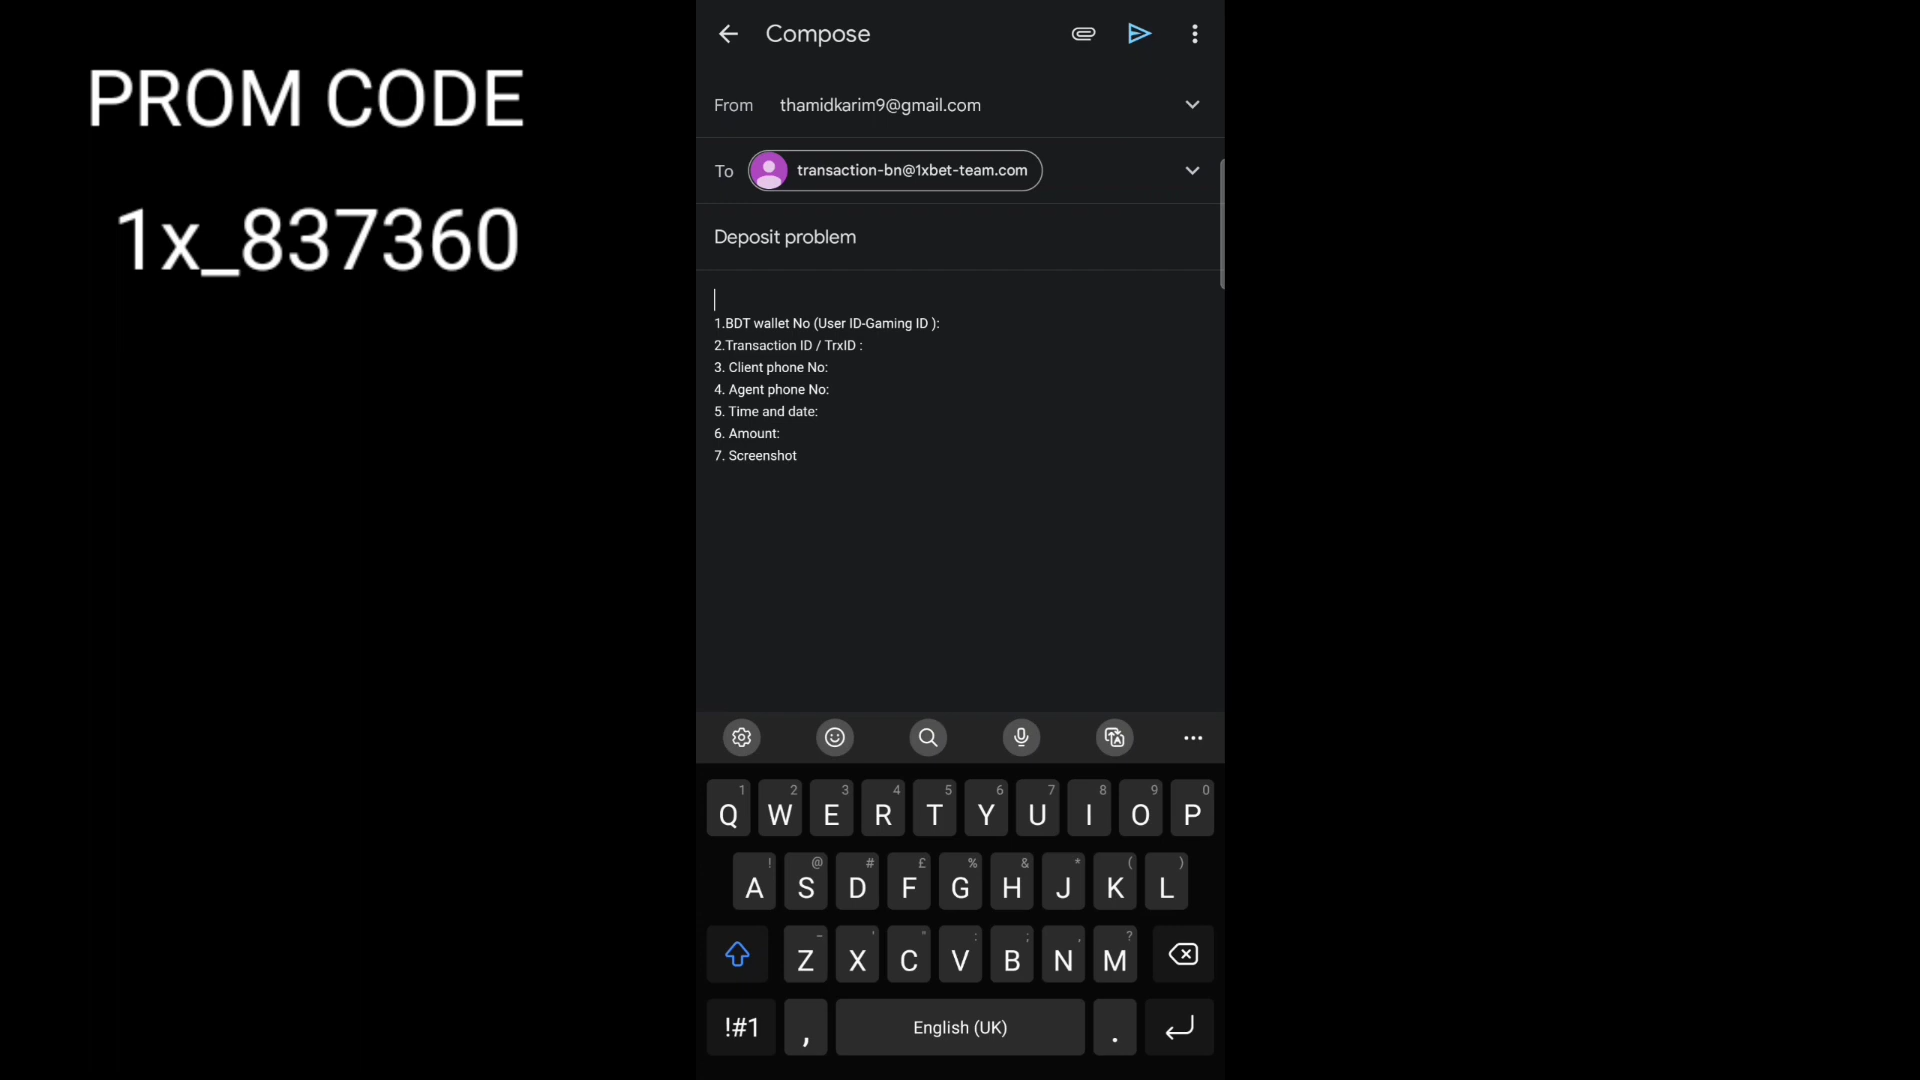 PROM CODE
1x_837360
Compose
From thamidkarim9@gmail.com
To transaction-bn@1xbet-team.com
Deposit problem
1.BDT wallet No (User ID-Gaming ID ):
2.Transaction ID / TrxID :
3. Client phone No:
4. Agent phone No:
5. Time and date:
6. Amount:
7. Screenshot
1 2 3 4 5 6 7 8 9 0
Q W E R T Y U I O P
! @ # £ % & * ( )
A S D F G H J K L
- ' " : ; , ?
Z X C V B N M
!#1 , English (UK) .